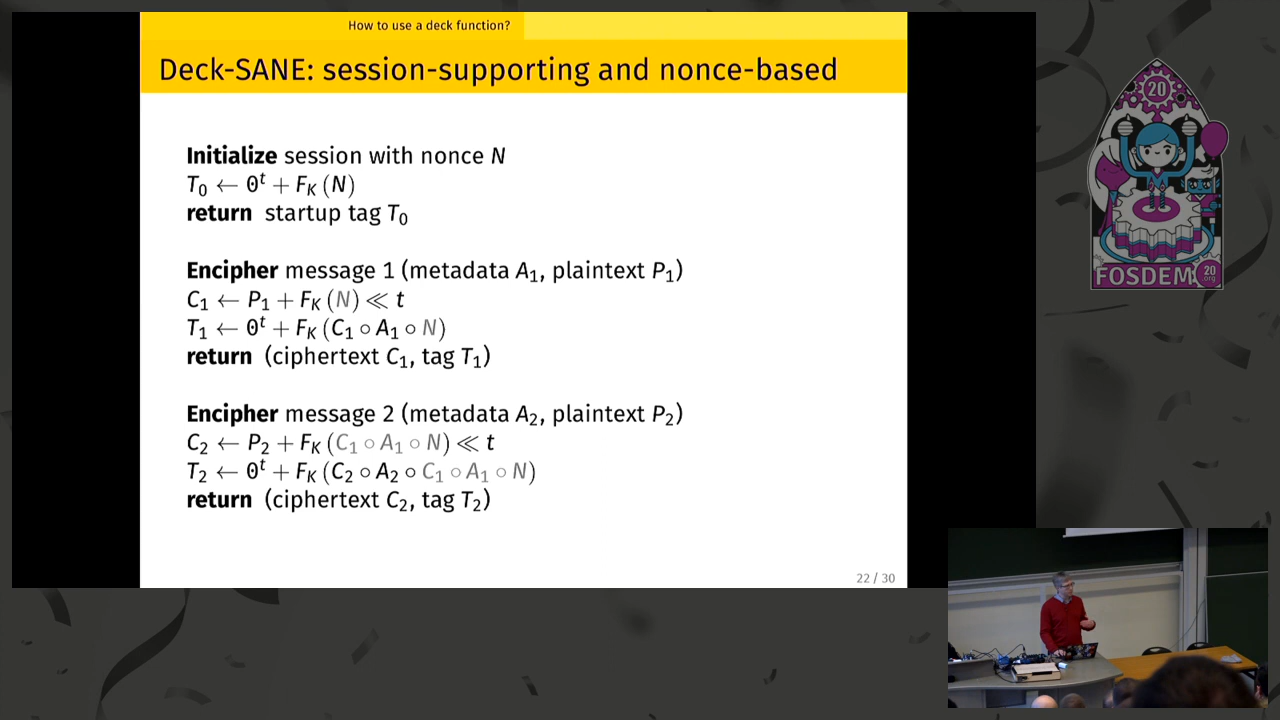 How to use a deck function?
Deck-SANE: session-supporting and nonce-based
Initialize session with nonce N
T₀ ← 0ᵗ + F_K (N)
return startup tag T₀
Encipher message 1 (metadata A₁, plaintext P₁)
C₁ ← P₁ + F_K (N) ≪ t
T₁ ← 0ᵗ + F_K (C₁ ∘ A₁ ∘ N)
return (ciphertext C₁, tag T₁)
Encipher message 2 (metadata A₂, plaintext P₂)
C₂ ← P₂ + F_K (C₁ ∘ A₁ ∘ N) ≪ t
T₂ ← 0ᵗ + F_K (C₂ ∘ A₂ ∘ C₁ ∘ A₁ ∘ N)
return (ciphertext C₂, tag T₂)
22 / 30
20
FOSDEM
20
.org